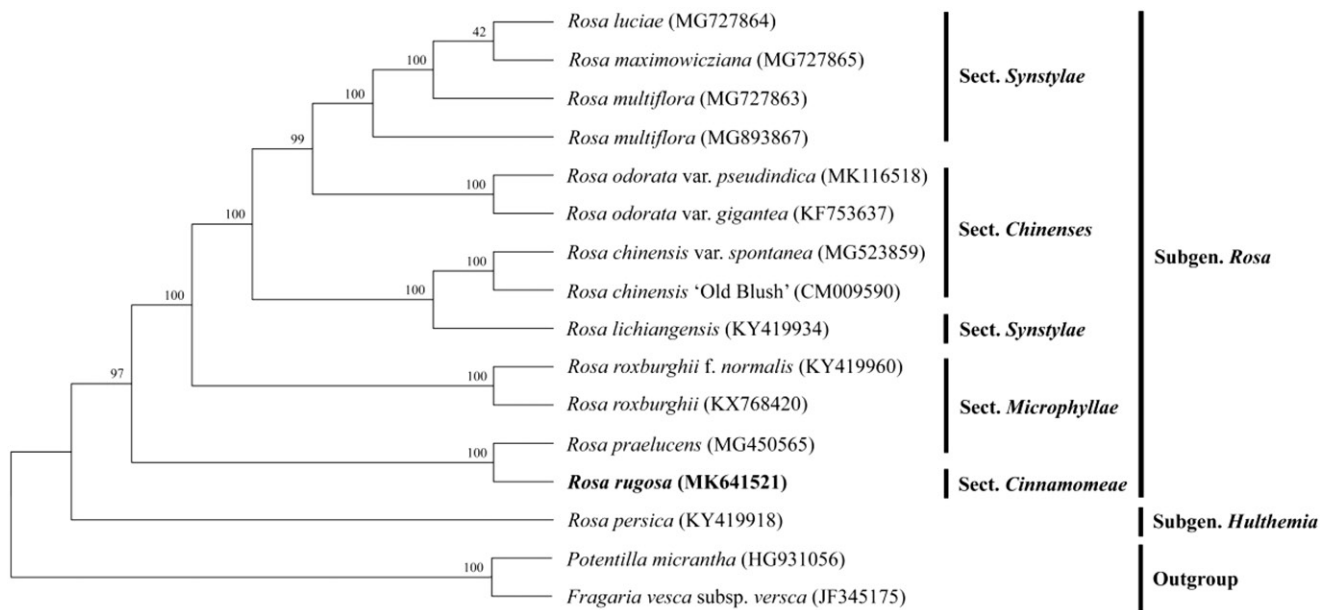 Rosa luciae (MG727864)
42
Rosa maximowicziana (MG727865)
100
Rosa multiflora (MG727863)
100
Rosa multiflora (MG893867)
Sect. Synstylae
99
Rosa odorata var. pseudindica (MK116518)
100
Rosa odorata var. gigantea (KF753637)
100
Rosa chinensis var. spontanea (MG523859)
100
Rosa chinensis ‘Old Blush’ (CM009590)
Sect. Chinenses
100
Rosa lichiangensis (KY419934)
Sect. Synstylae
100
Rosa roxburghii f. normalis (KY419960)
100
Rosa roxburghii (KX768420)
97
Rosa praelucens (MG450565)
Sect. Microphyllae
100
Rosa rugosa (MK641521)
Sect. Cinnamomeae
Subgen. Rosa
Rosa persica (KY419918)
Subgen. Hulthemia
Potentilla micrantha (HG931056)
100
Fragaria vesca subsp. versca (JF345175)
Outgroup